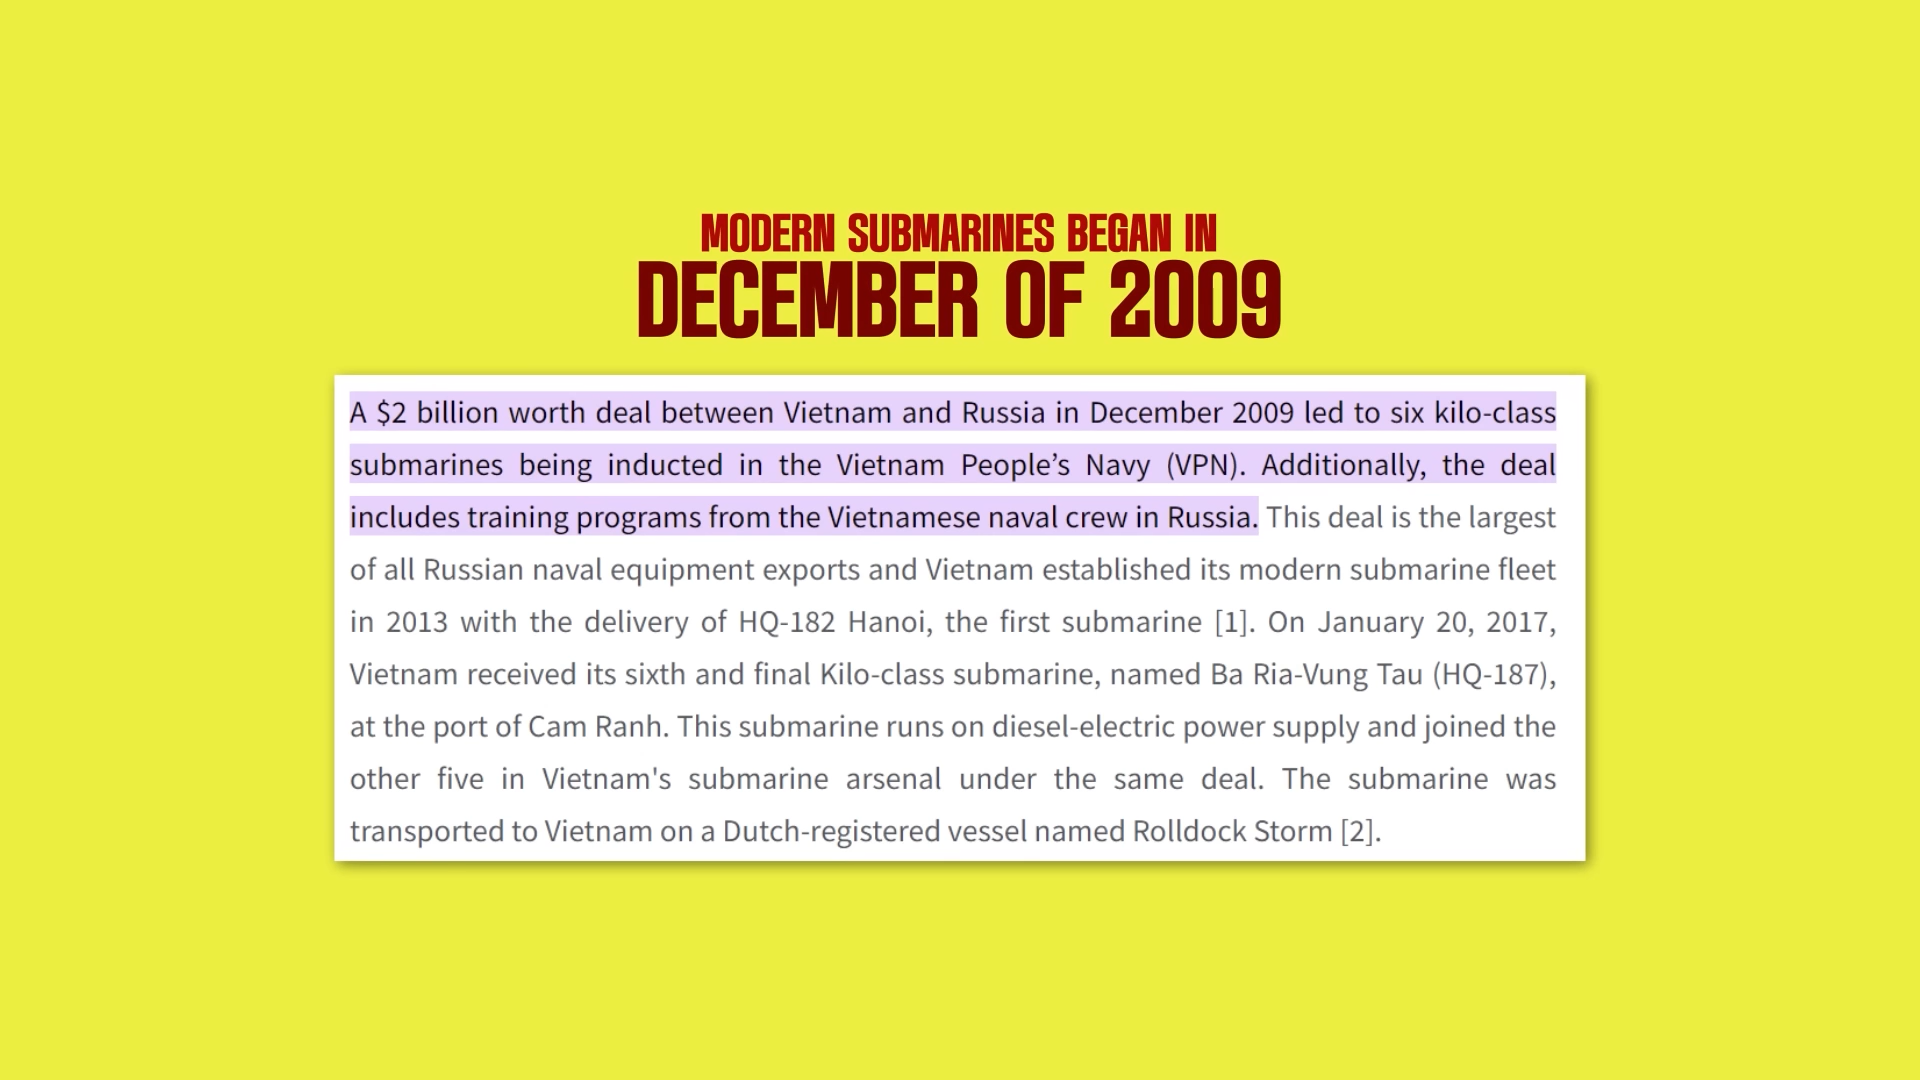 MODERN SUBMARINES BEGAN IN
DECEMBER OF 2009
A $2 billion worth deal between Vietnam and Russia in December 2009 led to six kilo-class
submarines being inducted in the Vietnam People’s Navy (VPN). Additionally, the deal
includes training programs from the Vietnamese naval crew in Russia. This deal is the largest
of all Russian naval equipment exports and Vietnam established its modern submarine fleet
in 2013 with the delivery of HQ-182 Hanoi, the first submarine [1]. On January 20, 2017,
Vietnam received its sixth and final Kilo-class submarine, named Ba Ria-Vung Tau (HQ-187),
at the port of Cam Ranh. This submarine runs on diesel-electric power supply and joined the
other five in Vietnam's submarine arsenal under the same deal. The submarine was
transported to Vietnam on a Dutch-registered vessel named Rolldock Storm [2].